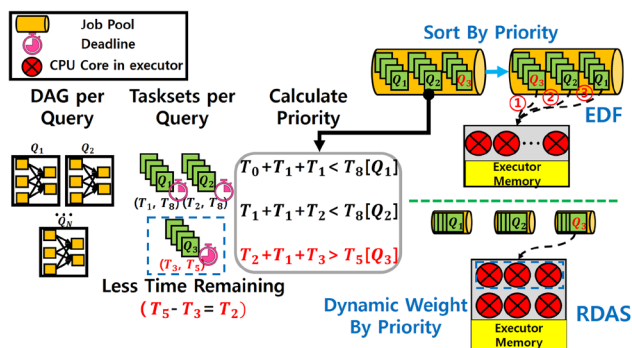 Job Pool
Deadline
CPU Core in executor
DAG per
Query
Tasksets per
Query
Calculate
Priority
Sort By Priority
Q1
Q2
Q3
Q3
Q2
Q1
① ② ③
EDF
Executor
Memory
Q1
Q2
...
QN
Q1
Q2
(T1, T8)
(T2, T8)
Q3
(T3, T5)
Less Time Remaining
(T5- T3 = T2)
T0+T1+T1 < T8[Q1]
T1+T1+T2 < T8[Q2]
T2+T1+T3 > T5[Q3]
Q1
Q2
Q3
Dynamic Weight
By Priority
RDAS
Executor
Memory